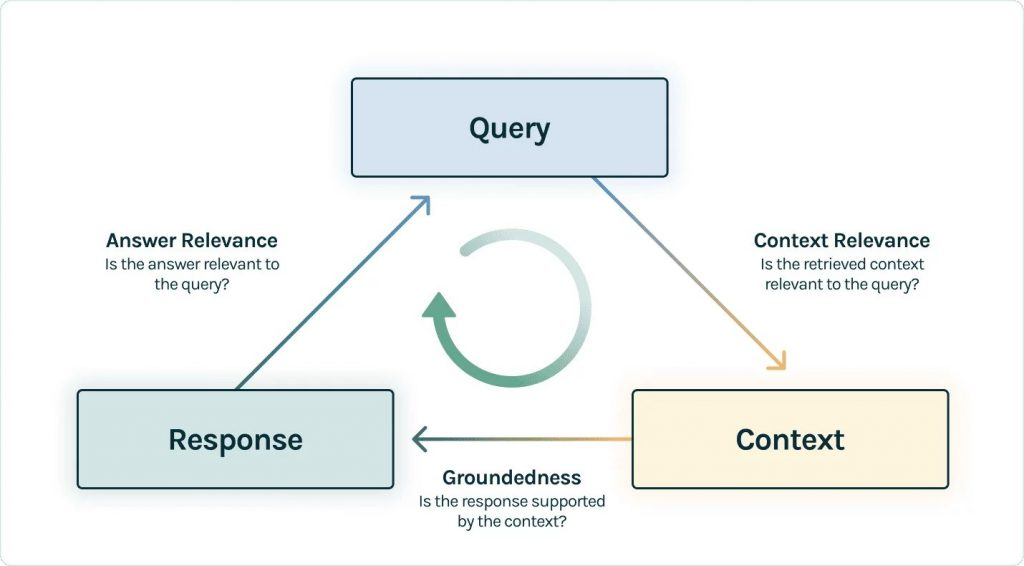 Query
Answer Relevance
Is the answer relevant to
the query?
Context Relevance
Is the retrieved context
relevant to the query?
Response
Context
Groundedness
Is the response supported
by the context?